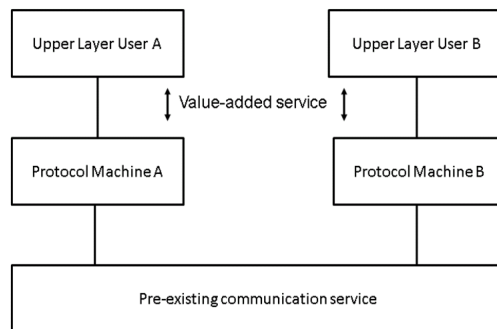 Upper Layer User A
Upper Layer User B
Value-added service
Protocol Machine A
Protocol Machine B
Pre-existing communication service